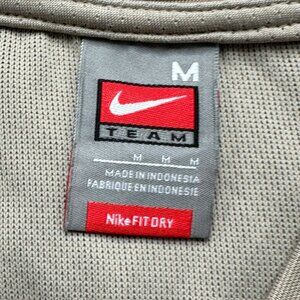 M
TEAM
M M M
MADE IN INDONESIA
FABRIQUE EN INDONESIE
Nike FIT DRY